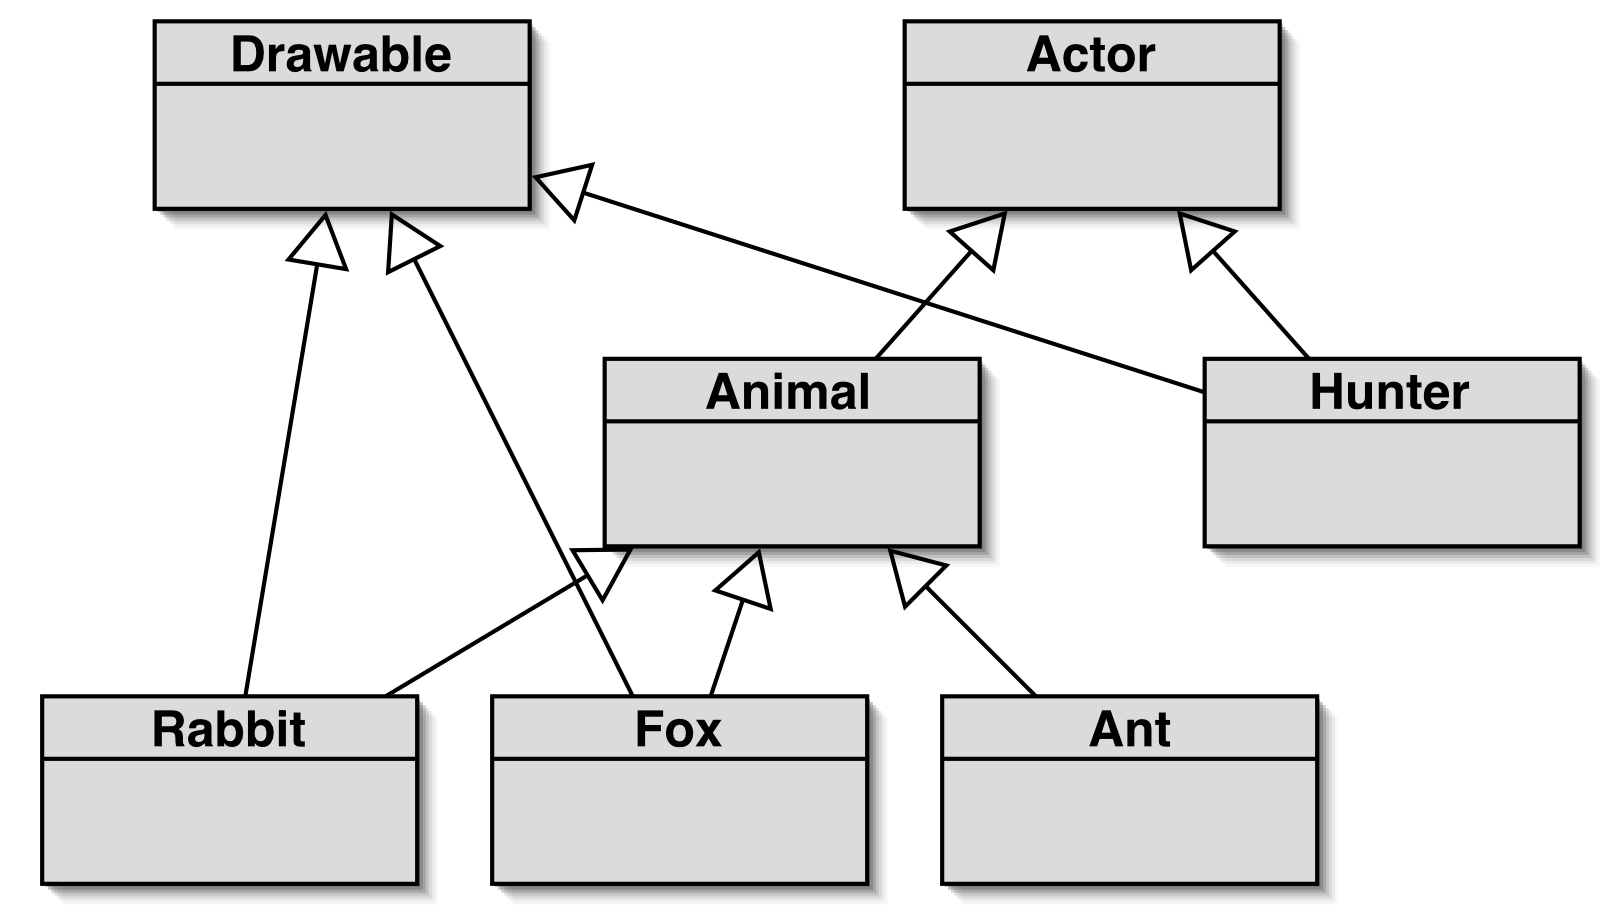 Drawable
Actor
Animal
Hunter
Rabbit
Fox
Ant